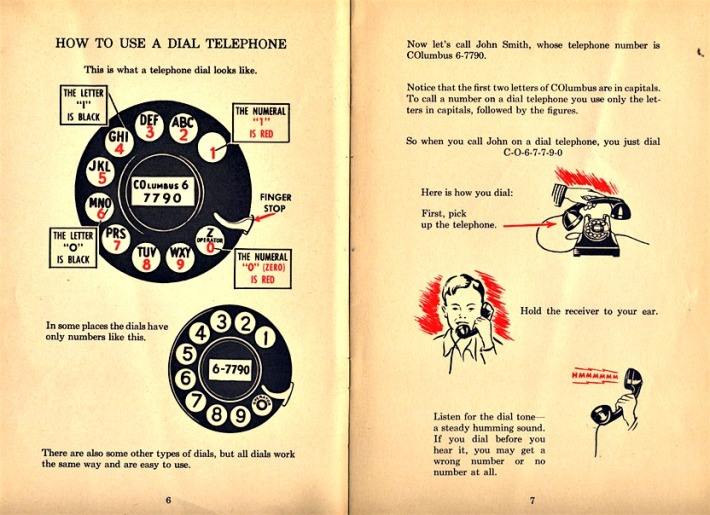 HOW TO USE A DIAL TELEPHONE
This is what a telephone dial looks like.
THE LETTER
"I"
IS BLACK
THE NUMERAL
"1"
IS RED
ABC
2
DEF
3
GHI
4
JKL
5
MNO
6
PRS
7
TUV
8
WXY
9
Z
OPERATOR
0
1
COLUMBUS 6
7790
FINGER
STOP
THE LETTER
"O"
IS BLACK
THE NUMERAL
"O" (ZERO)
IS RED
In some places the dials have
only numbers like this.
1
2
3
4
5
6
7
8
9
OPERATOR
O
6-7790
There are also some other types of dials, but all dials work
the same way and are easy to use.
6
Now let's call John Smith, whose telephone number is
COlumbus 6-7790.
Notice that the first two letters of COlumbus are in capitals.
To call a number on a dial telephone you use only the let-
ters in capitals, followed by the figures.
So when you call John on a dial telephone, you just dial
C-O-6-7-7-9-0
Here is how you dial:
First, pick
up the telephone.
Hold the receiver to your ear.
HMMMMMM
Listen for the dial tone—
a steady humming sound.
If you dial before you
hear it, you may get a
wrong number or no
number at all.
7